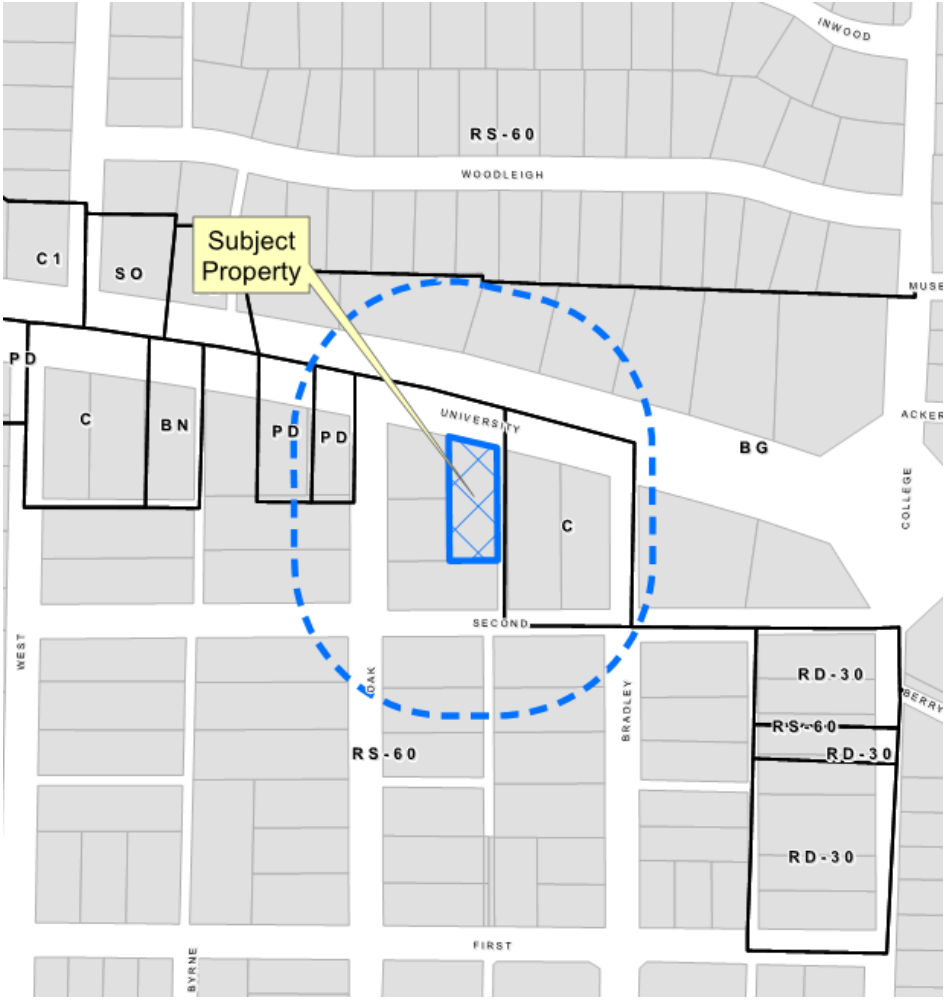 INWOOD
RS-60
WOODLEIGH
Subject
Property
C1
SO
MUSE
PD
UNIVERSITY
ACKER
C
BN
PD
PD
BG
COLLEGE
C
SECOND
WEST
OAK
BRADLEY
RD-30
BERRY
RS-60
RS-60
RD-30
RD-30
FIRST
BYRNE